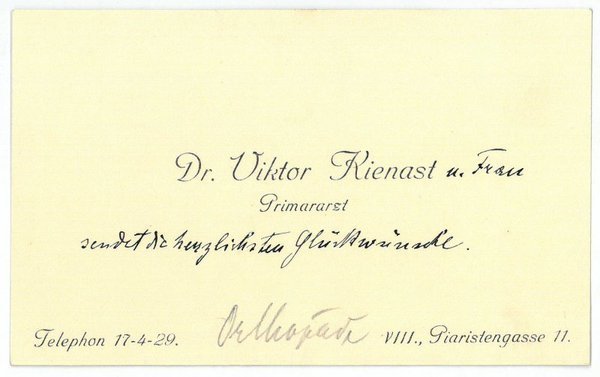 Dr. Viktor Kienast u. Frau
Primararzt
sendet die herzlichsten Glückwünsche.
Telephon 17-4-29. Orthopäde VIII., Piaristengasse 11.